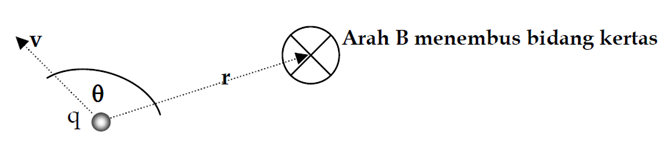 v
Arah B menembus bidang kertas
r
θ
q